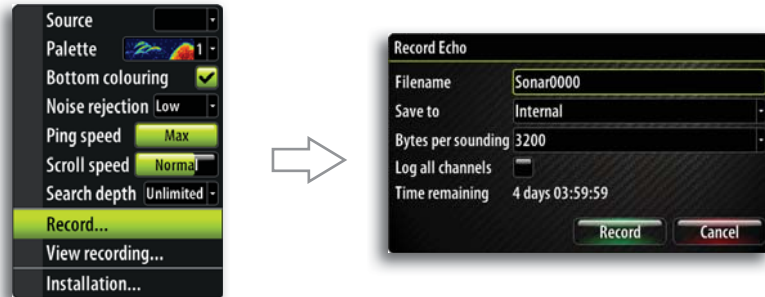 Source
Palette 1
Bottom colouring
Noise rejection Low
Ping speed Max
Scroll speed Normal
Search depth Unlimited
Record...
View recording...
Installation...
Record Echo
Filename Sonar0000
Save to Internal
Bytes per sounding 3200
Log all channels
Time remaining 4 days 03:59:59
Record Cancel